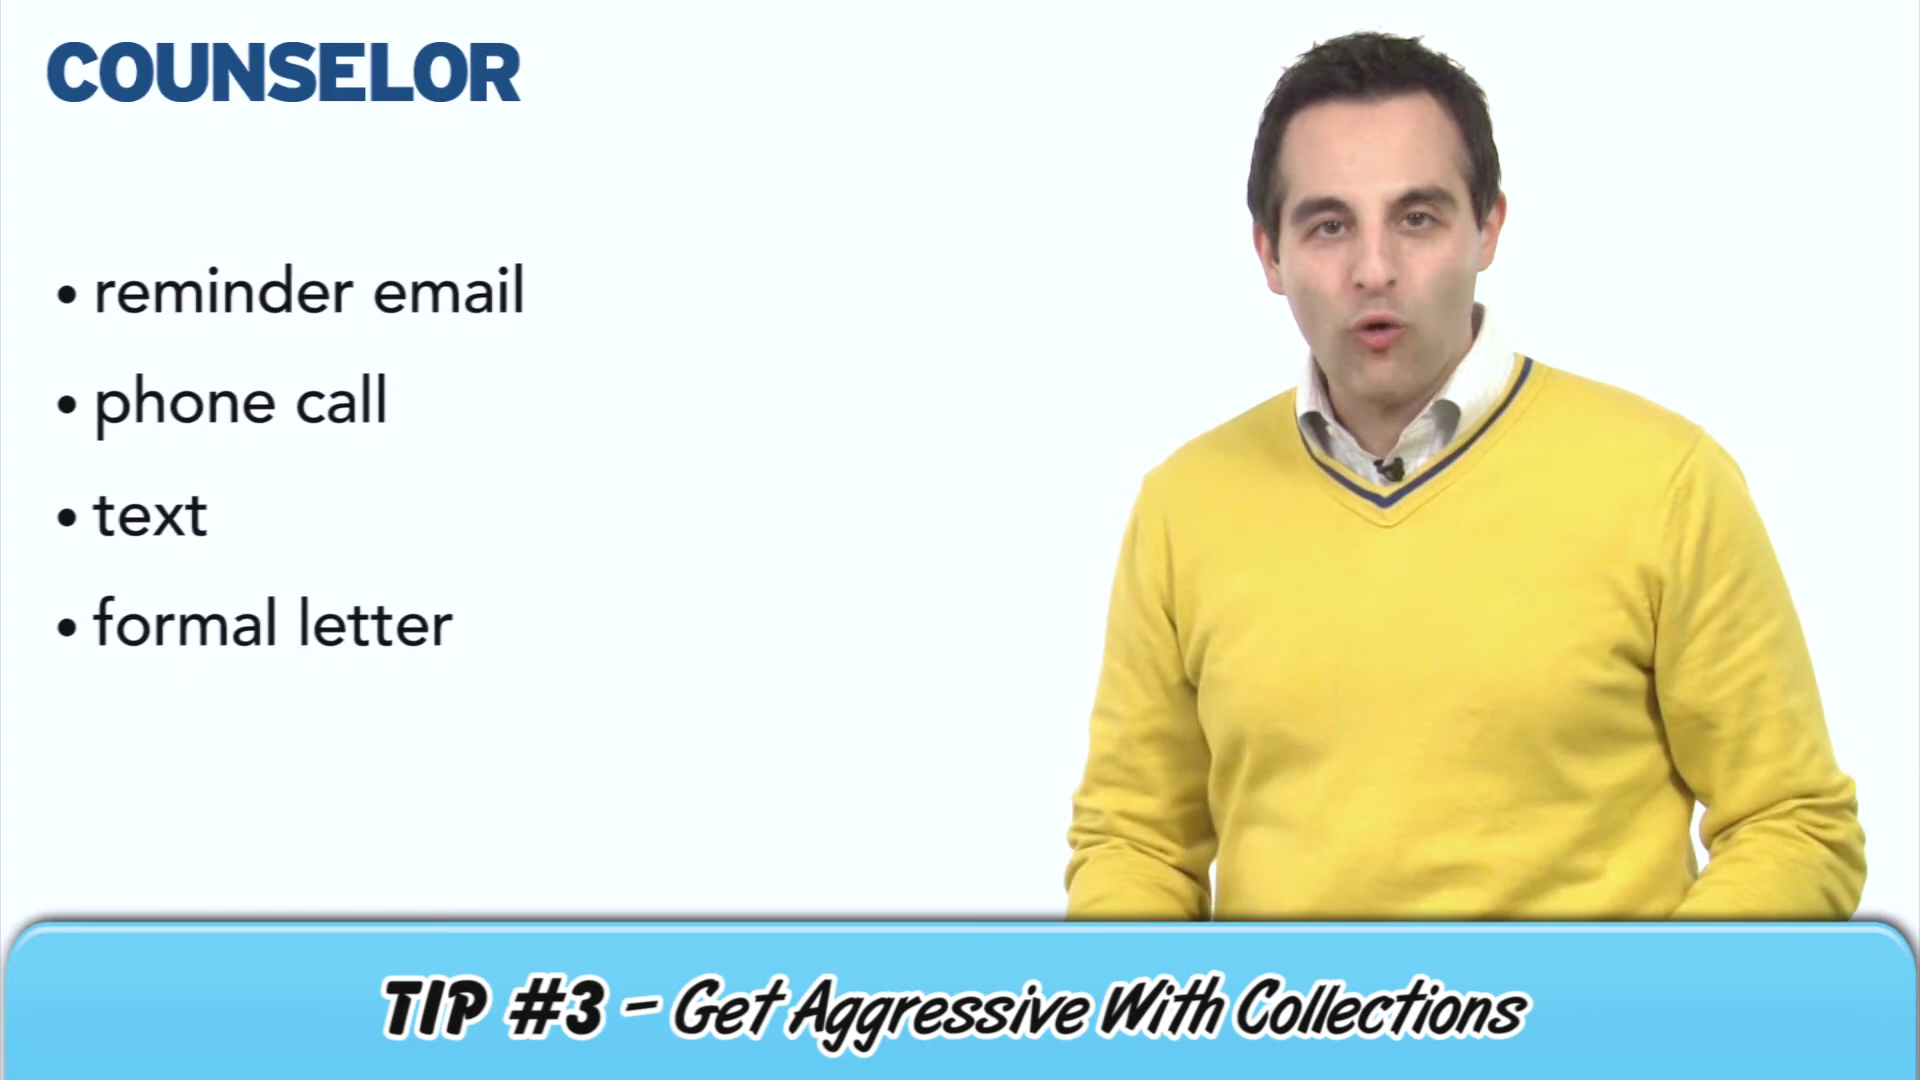 COUNSELOR
• reminder email
• phone call
• text
• formal letter
TIP #3 - Get Aggressive With Collections